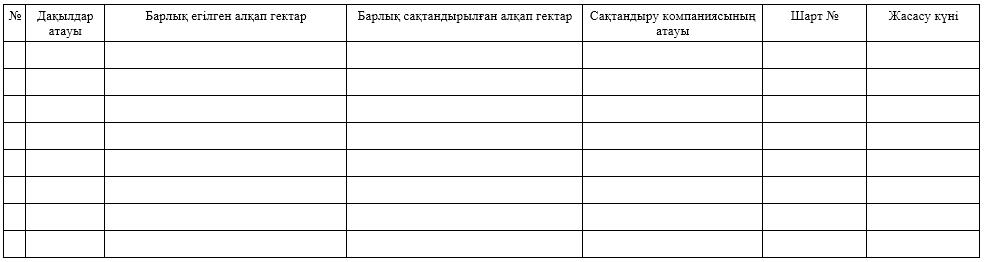 № Дақылдар Барлық егілген алқап гектар Барлық сақтандырылған алқап гектар Сақтандыру компаниясының Шарт № Жасасу күні
атауы атауы